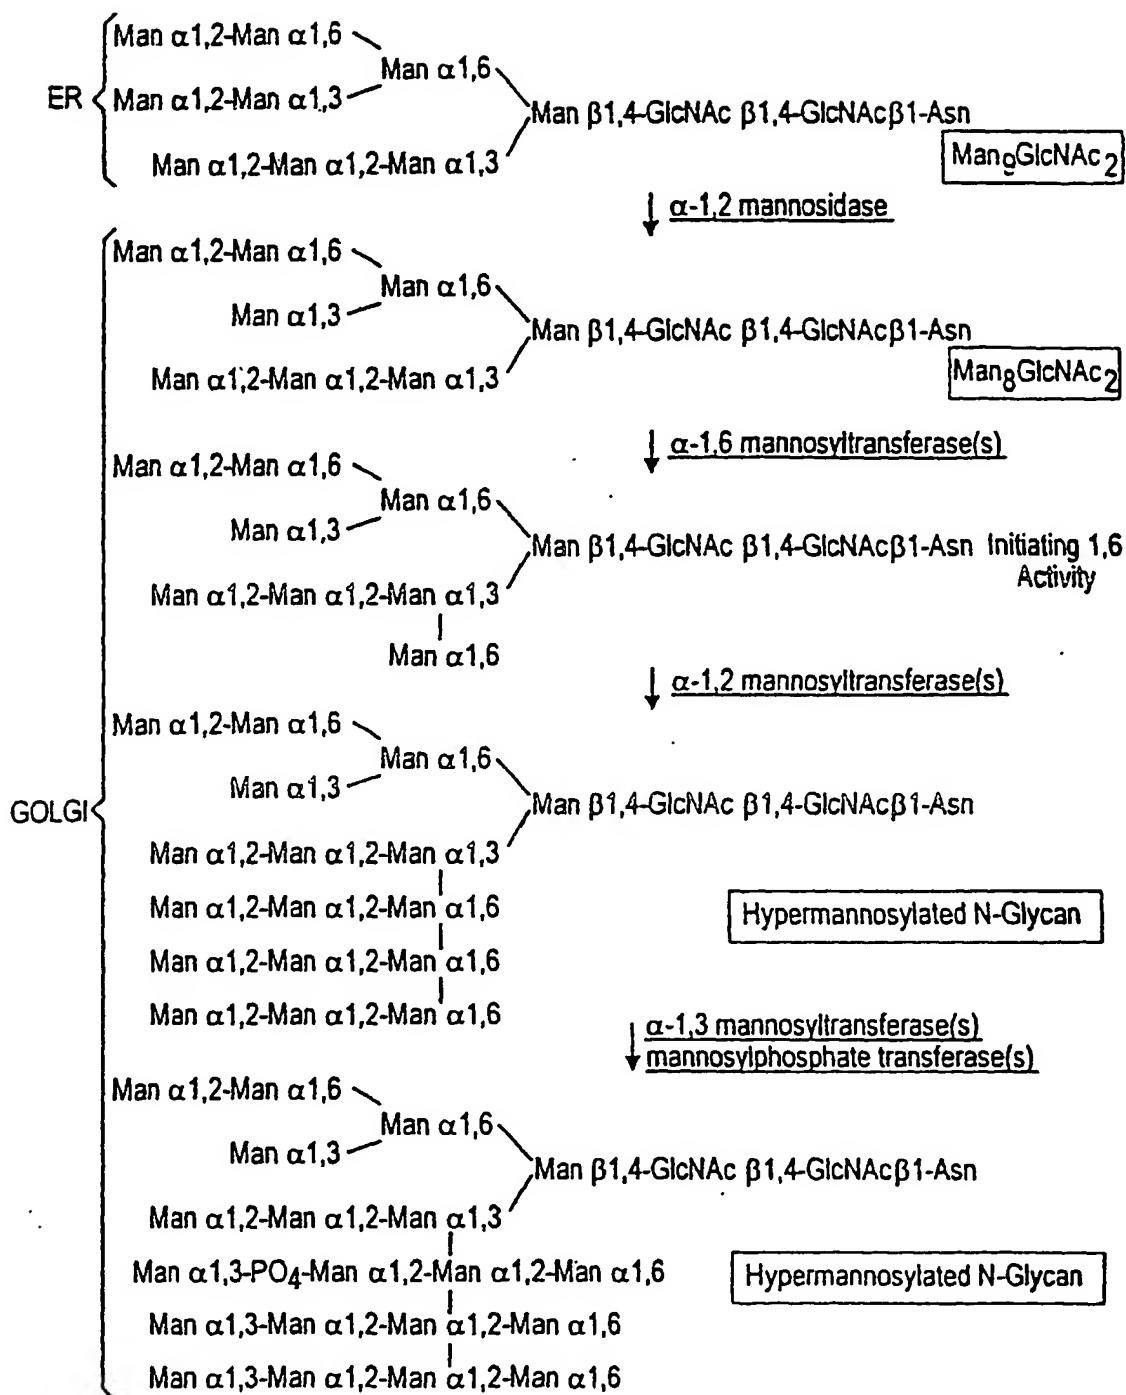 Man α1,2-Man α1,6
Man α1,6
ER
Man α1,2-Man α1,3
Man β1,4-GlcNAc β1,4-GlcNAcβ1-Asn
Man α1,2-Man α1,2-Man α1,3
Man9GlcNAc2
α-1,2 mannosidase
Man α1,2-Man α1,6
Man α1,6
Man α1,3
Man β1,4-GlcNAc β1,4-GlcNAcβ1-Asn
Man α1,2-Man α1,2-Man α1,3
Man8GlcNAc2
α-1,6 mannosyltransferase(s)
Man α1,2-Man α1,6
Man α1,6
Man α1,3
Man β1,4-GlcNAc β1,4-GlcNAcβ1-Asn Initiating 1,6
Activity
Man α1,2-Man α1,2-Man α1,3
Man α1,6
α-1,2 mannosyltransferase(s)
Man α1,2-Man α1,6
Man α1,6
Man α1,3
GOLGI
Man β1,4-GlcNAc β1,4-GlcNAcβ1-Asn
Man α1,2-Man α1,2-Man α1,3
Man α1,2-Man α1,2-Man α1,6
Hypermannosylated N-Glycan
Man α1,2-Man α1,2-Man α1,6
Man α1,2-Man α1,2-Man α1,6
α-1,3 mannosyltransferase(s)
mannosylphosphate transferase(s)
Man α1,2-Man α1,6
Man α1,6
Man α1,3
Man β1,4-GlcNAc β1,4-GlcNAcβ1-Asn
Man α1,2-Man α1,2-Man α1,3
Man α1,3-PO4-Man α1,2-Man α1,2-Man α1,6
Hypermannosylated N-Glycan
Man α1,3-Man α1,2-Man α1,2-Man α1,6
Man α1,3-Man α1,2-Man α1,2-Man α1,6